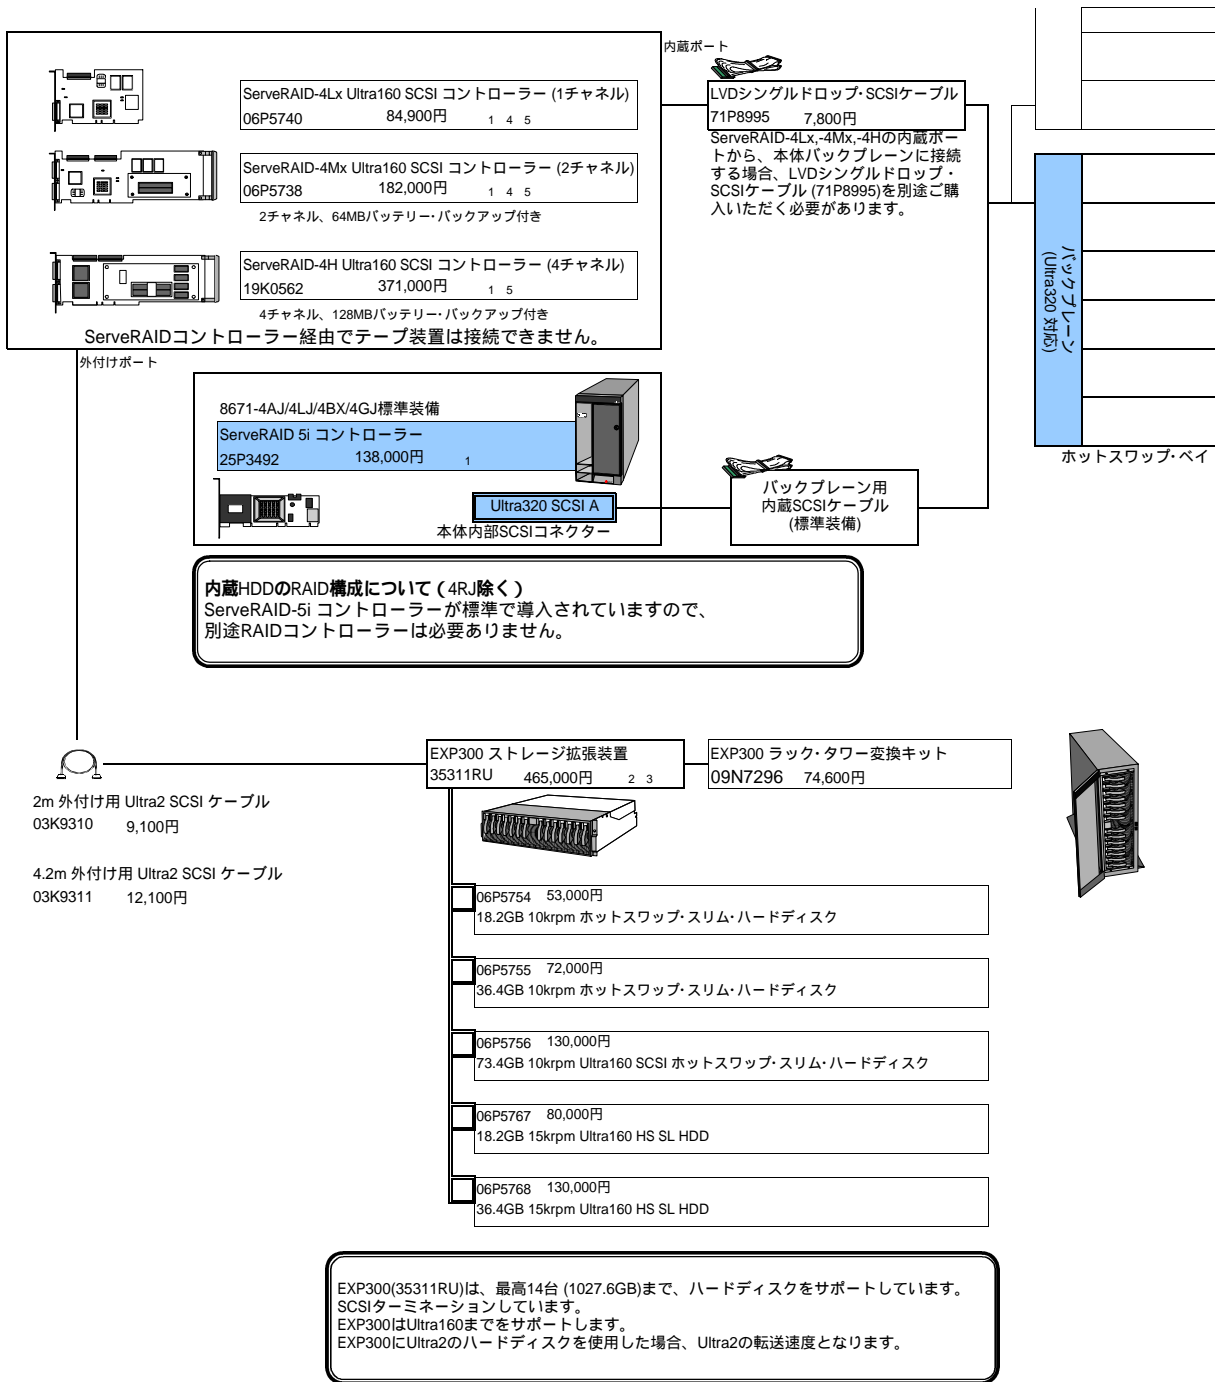 内蔵ポート
ServeRAID-4Lx Ultra160 SCSI コントローラー (1チャネル)
06P5740 84,900円 1 4 5
LVDシングルドロップ・SCSIケーブル
71P8995 7,800円
ServeRAID-4Lx,-4Mx,-4Hの内蔵ポー
トから、本体バックプレーンに接続
する場合、LVDシングルドロップ・
SCSIケーブル (71P8995)を別途ご購
入いただく必要があります。
ServeRAID-4Mx Ultra160 SCSI コントローラー (2チャネル)
06P5738 182,000円 1 4 5
2チャネル、64MBバッテリー・バックアップ付き
ServeRAID-4H Ultra160 SCSI コントローラー (4チャネル)
19K0562 371,000円 1 5
4チャネル、128MBバッテリー・バックアップ付き
ServeRAIDコントローラー経由でテープ装置は接続できません。
バックプレーン
(Ultra320 対応)
ホットスワップ・ベイ
外付けポート
8671-4AJ/4LJ/4BX/4GJ標準装備
ServeRAID 5i コントローラー
25P3492 138,000円 1
Ultra320 SCSI A
本体内部SCSIコネクター
バックプレーン用
内蔵SCSIケーブル
(標準装備)
内蔵HDDのRAID構成について（4RJ除く）
ServeRAID-5i コントローラーが標準で導入されていますので、
別途RAIDコントローラーは必要ありません。
EXP300 ストレージ拡張装置
35311RU 465,000円 2 3
EXP300 ラック・タワー変換キット
09N7296 74,600円
2m 外付け用 Ultra2 SCSI ケーブル
03K9310 9,100円
4.2m 外付け用 Ultra2 SCSI ケーブル
03K9311 12,100円
06P5754 53,000円
18.2GB 10krpm ホットスワップ・スリム・ハードディスク
06P5755 72,000円
36.4GB 10krpm ホットスワップ・スリム・ハードディスク
06P5756 130,000円
73.4GB 10krpm Ultra160 SCSI ホットスワップ・スリム・ハードディスク
06P5767 80,000円
18.2GB 15krpm Ultra160 HS SL HDD
06P5768 130,000円
36.4GB 15krpm Ultra160 HS SL HDD
EXP300(35311RU)は、最高14台 (1027.6GB)まで、ハードディスクをサポートしています。
SCSIターミネーションしています。
EXP300はUltra160までをサポートします。
EXP300にUltra2のハードディスクを使用した場合、Ultra2の転送速度となります。